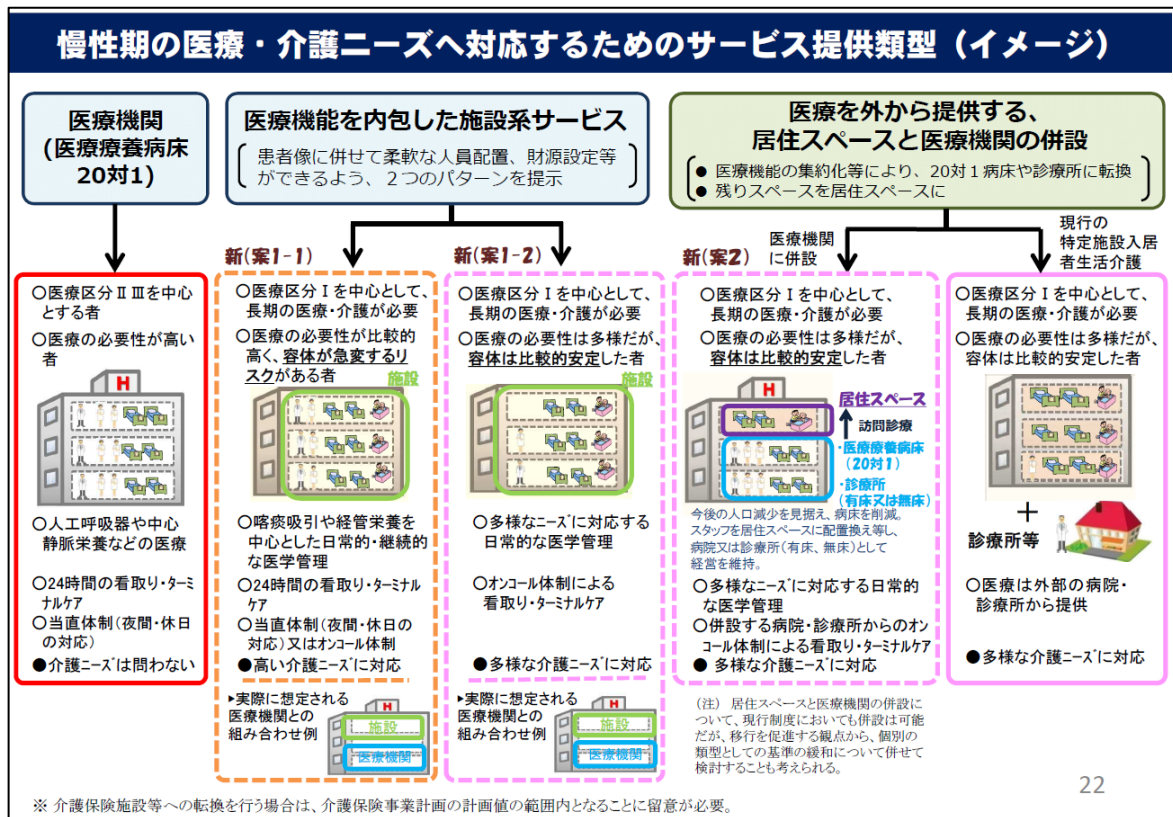 慢性期の医療・介護ニーズへ対応するためのサービス提供類型（イメージ）
医療機関
(医療療養病床
20対1)
医療機能を内包した施設系サービス
患者像に併せて柔軟な人員配置、財源設定等
ができるよう、２つのパターンを提示
医療を外から提供する、
居住スペースと医療機関の併設
● 医療機能の集約化等により、20対１病床や診療所に転換
● 残りスペースを居住スペースに
〇医療区分ⅡⅢを中心
とする者
〇医療の必要性が高い
者
H
〇人工呼吸器や中心
静脈栄養などの医療
〇24時間の看取り・ターミ
ナルケア
〇当直体制(夜間・休日
の対応)
●介護ニーズは問わない
新(案1-1)
〇医療区分Ⅰを中心として、
長期の医療・介護が必要
〇医療の必要性が比較的
高く、容体が急変するリ
スクがある者
施設
H
〇喀痰吸引や経管栄養を
中心とした日常的・継続的
な医学管理
〇24時間の看取り・ターミナル
ケア
〇当直体制(夜間・休日の
対応)又はオンコール体制
●高い介護ニーズに対応
▶実際に想定される
医療機関との
組み合わせ例
H
施設
医療機関
新(案1-2)
〇医療区分Ⅰを中心として、
長期の医療・介護が必要
〇医療の必要性は多様だが、
容体は比較的安定した者
施設
〇多様なニーズに対応する
日常的な医学管理
〇オンコール体制による
看取り・ターミナルケア
●多様な介護ニーズに対応
▶実際に想定される
医療機関との
組み合わせ例
H
施設
医療機関
新(案2)
医療機関
に併設
〇医療区分Ⅰを中心として、
長期の医療・介護が必要
〇医療の必要性は多様だが、
容体は比較的安定した者
H
居住スペース
訪問診療
・医療療養病床
(20対1)
・診療所
(有床又は無床)
今後の人口減少を見据え、病床を削減。
スタッフを居住スペースに配置換え等し、
病院又は診療所(有床、無床)として
経営を維持。
〇多様なニーズに対応する日常的
な医学管理
〇併設する病院・診療所からのオン
コール体制による看取り・ターミナルケア
● 多様な介護ニーズに対応
（注） 居住スペースと医療機関の併設に
ついて、現行制度においても併設は可能
だが、移行を促進する観点から、個別の
類型としての基準の緩和について併せて
検討することも考えられる。
現行の
特定施設入居
者生活介護
〇医療区分Ⅰを中心として、
長期の医療・介護が必要
〇医療の必要性は多様だが、
容体は比較的安定した者
＋
診療所等
〇医療は外部の病院・
診療所から提供
●多様な介護ニーズに対応
22
※ 介護保険施設等への転換を行う場合は、介護保険事業計画の計画値の範囲内となることに留意が必要。